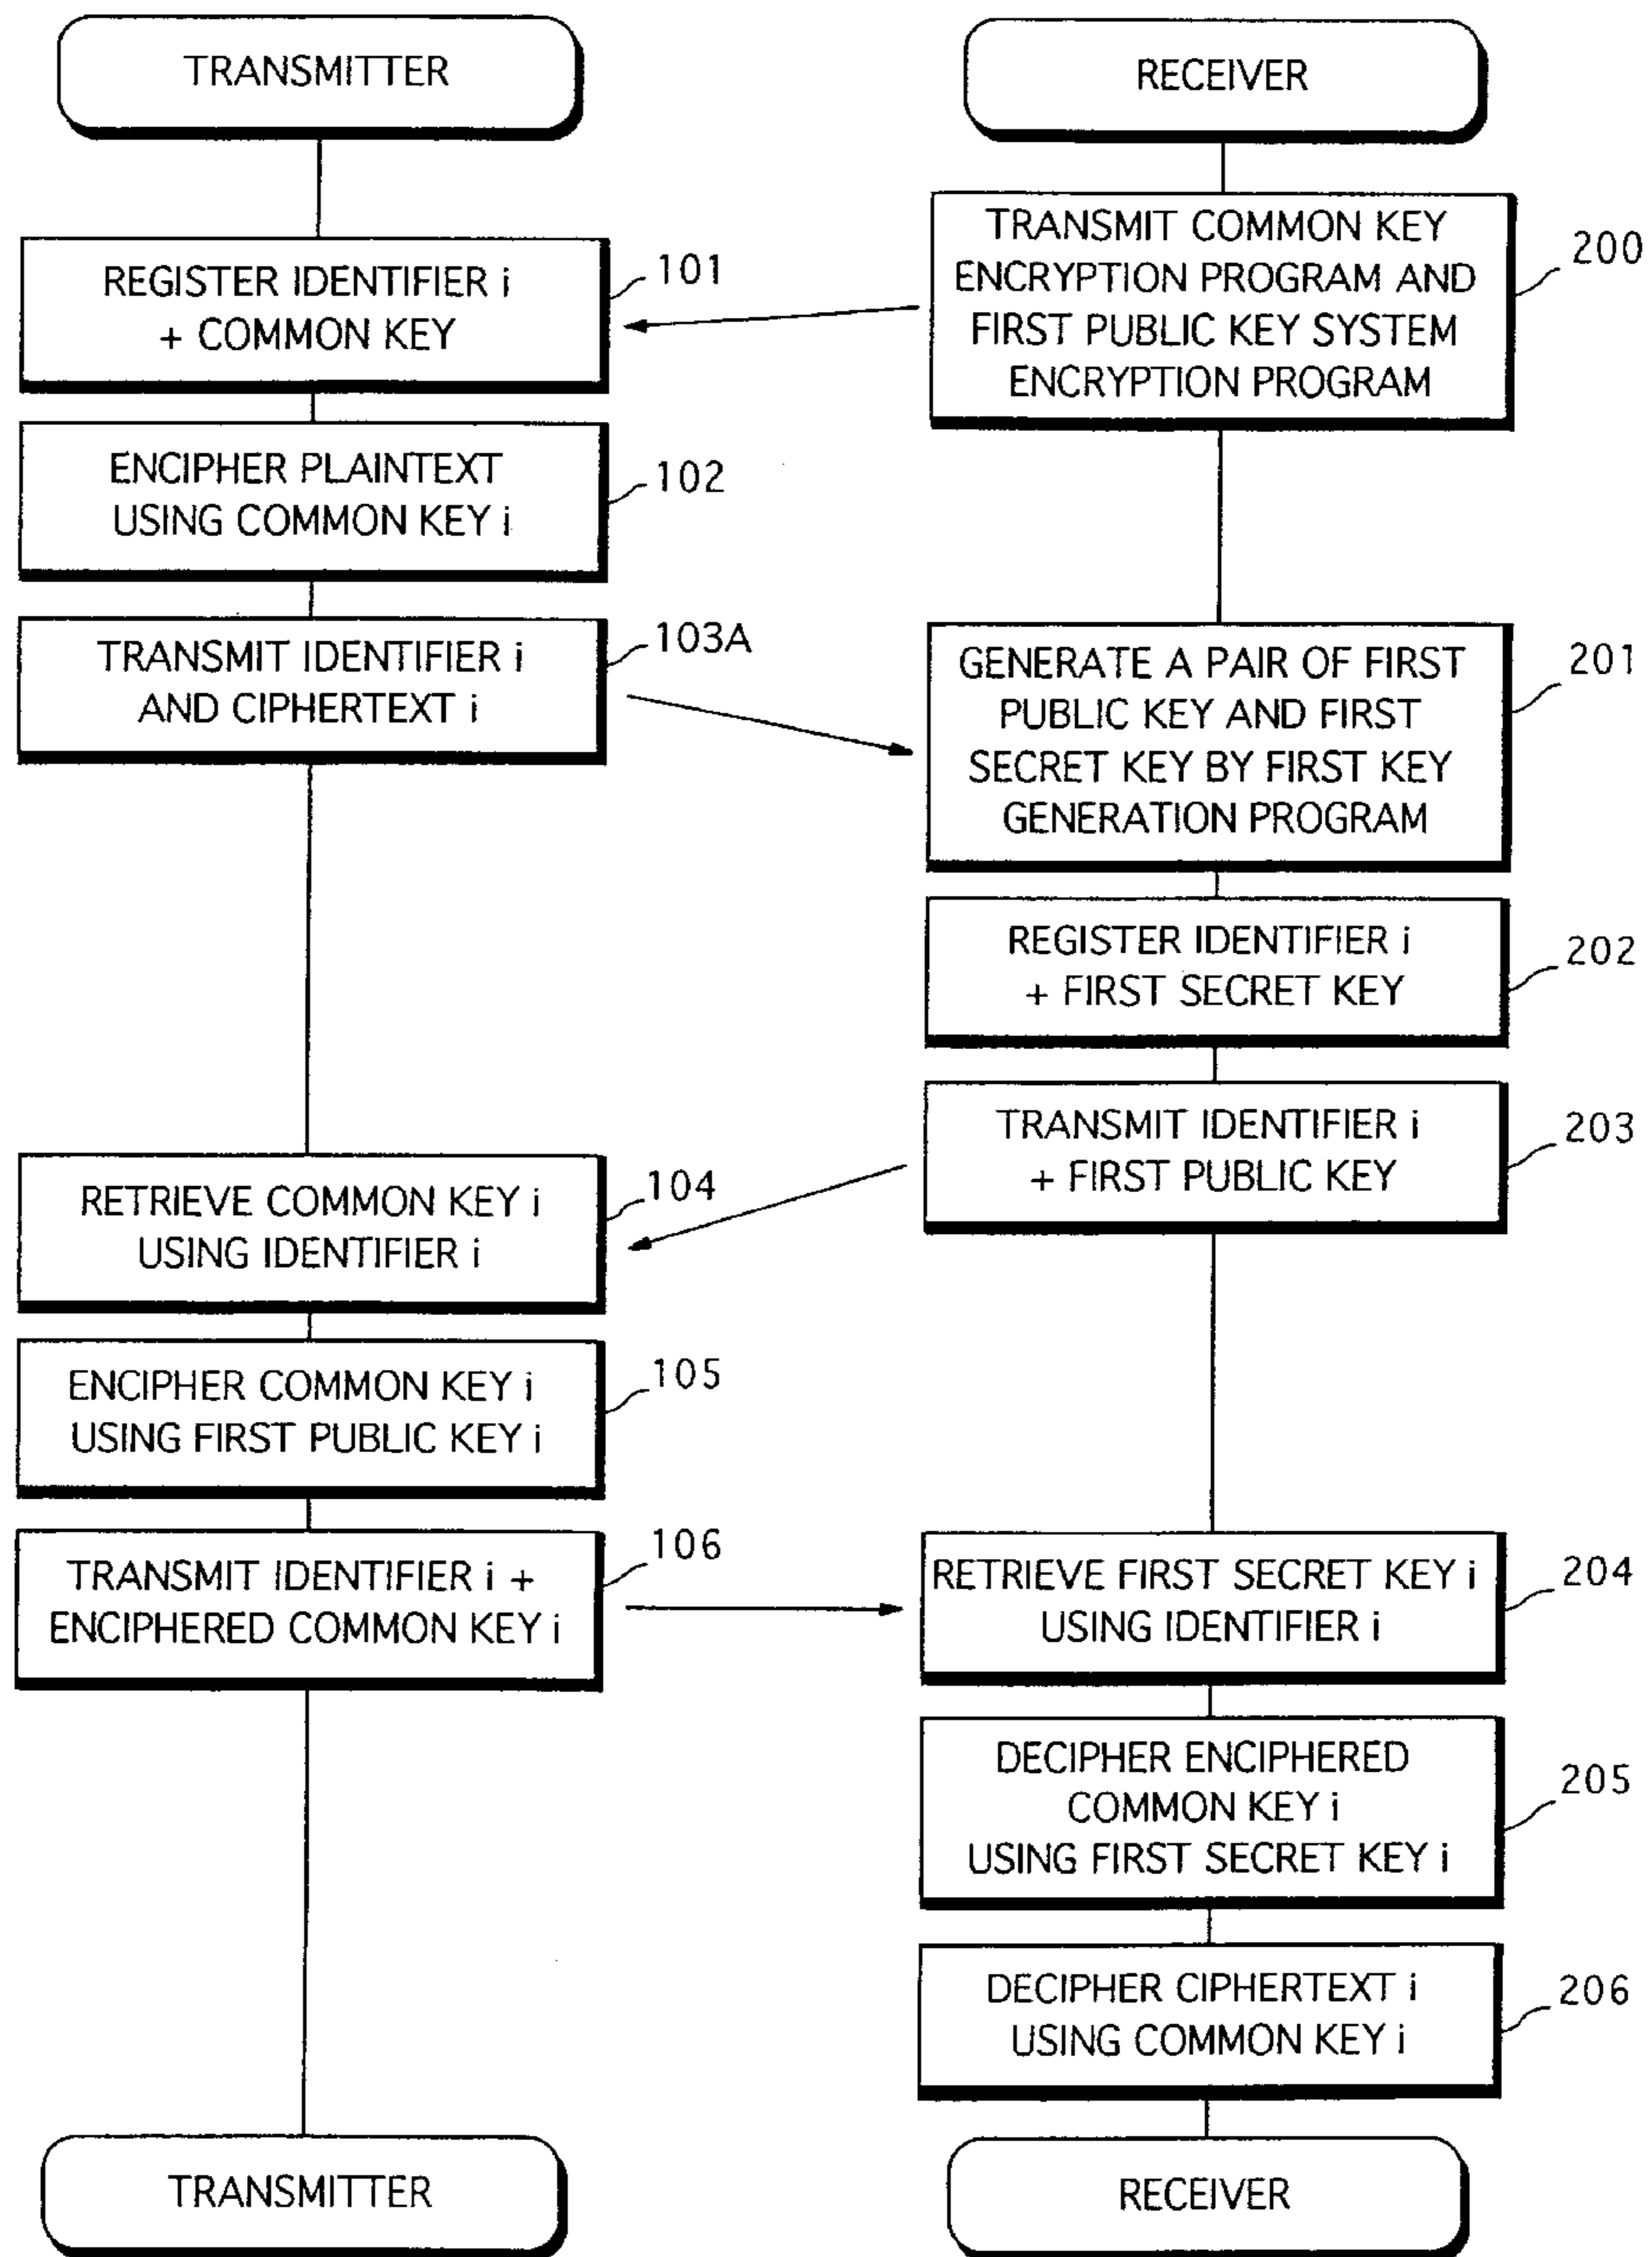 TRANSMITTER
RECEIVER
TRANSMIT COMMON KEY
ENCRYPTION PROGRAM AND
FIRST PUBLIC KEY SYSTEM
ENCRYPTION PROGRAM
200
REGISTER IDENTIFIER i
+ COMMON KEY
101
ENCIPHER PLAINTEXT
USING COMMON KEY i
102
TRANSMIT IDENTIFIER i
AND CIPHERTEXT i
103A
GENERATE A PAIR OF FIRST
PUBLIC KEY AND FIRST
SECRET KEY BY FIRST KEY
GENERATION PROGRAM
201
REGISTER IDENTIFIER i
+ FIRST SECRET KEY
202
TRANSMIT IDENTIFIER i
+ FIRST PUBLIC KEY
203
RETRIEVE COMMON KEY i
USING IDENTIFIER i
104
ENCIPHER COMMON KEY i
USING FIRST PUBLIC KEY i
105
TRANSMIT IDENTIFIER i +
ENCIPHERED COMMON KEY i
106
RETRIEVE FIRST SECRET KEY i
USING IDENTIFIER i
204
DECIPHER ENCIPHERED
COMMON KEY i
USING FIRST SECRET KEY i
205
DECIPHER CIPHERTEXT i
USING COMMON KEY i
206
TRANSMITTER
RECEIVER